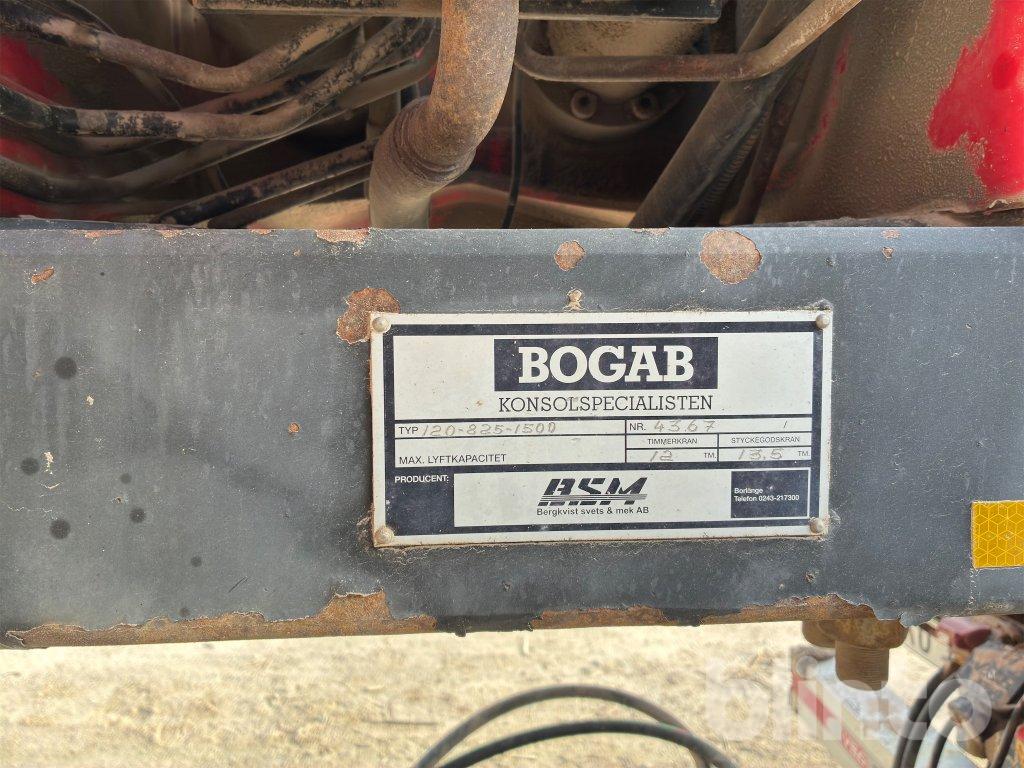 BOGAB
KONSOLSPECIALISTEN
TYP 120-825-1500 NR. 4367 /
TIMMERKRAN STYCKEGODSKRAN
MAX. LYFTKAPACITET 12 TM. 13.5 TM.
PRODUCENT: BSM
Bergkvist svets & mek AB
Borlänge
Telefon 0243-217300
blinto